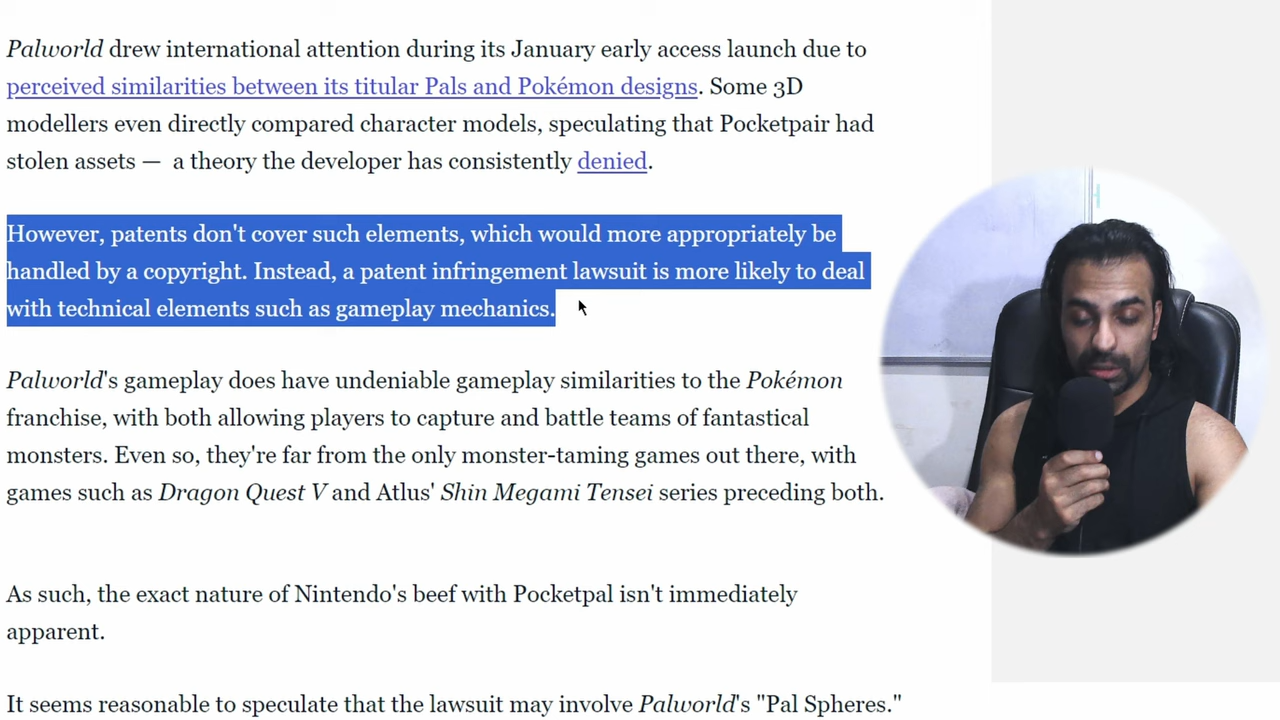 Palworld drew international attention during its January early access launch due to
perceived similarities between its titular Pals and Pokémon designs. Some 3D
modellers even directly compared character models, speculating that Pocketpair had
stolen assets — a theory the developer has consistently denied.
However, patents don't cover such elements, which would more appropriately be
handled by a copyright. Instead, a patent infringement lawsuit is more likely to deal
with technical elements such as gameplay mechanics.
Palworld's gameplay does have undeniable gameplay similarities to the Pokémon
franchise, with both allowing players to capture and battle teams of fantastical
monsters. Even so, they're far from the only monster-taming games out there, with
games such as Dragon Quest V and Atlus' Shin Megami Tensei series preceding both.
As such, the exact nature of Nintendo's beef with Pocketpal isn't immediately
apparent.
It seems reasonable to speculate that the lawsuit may involve Palworld's "Pal Spheres."